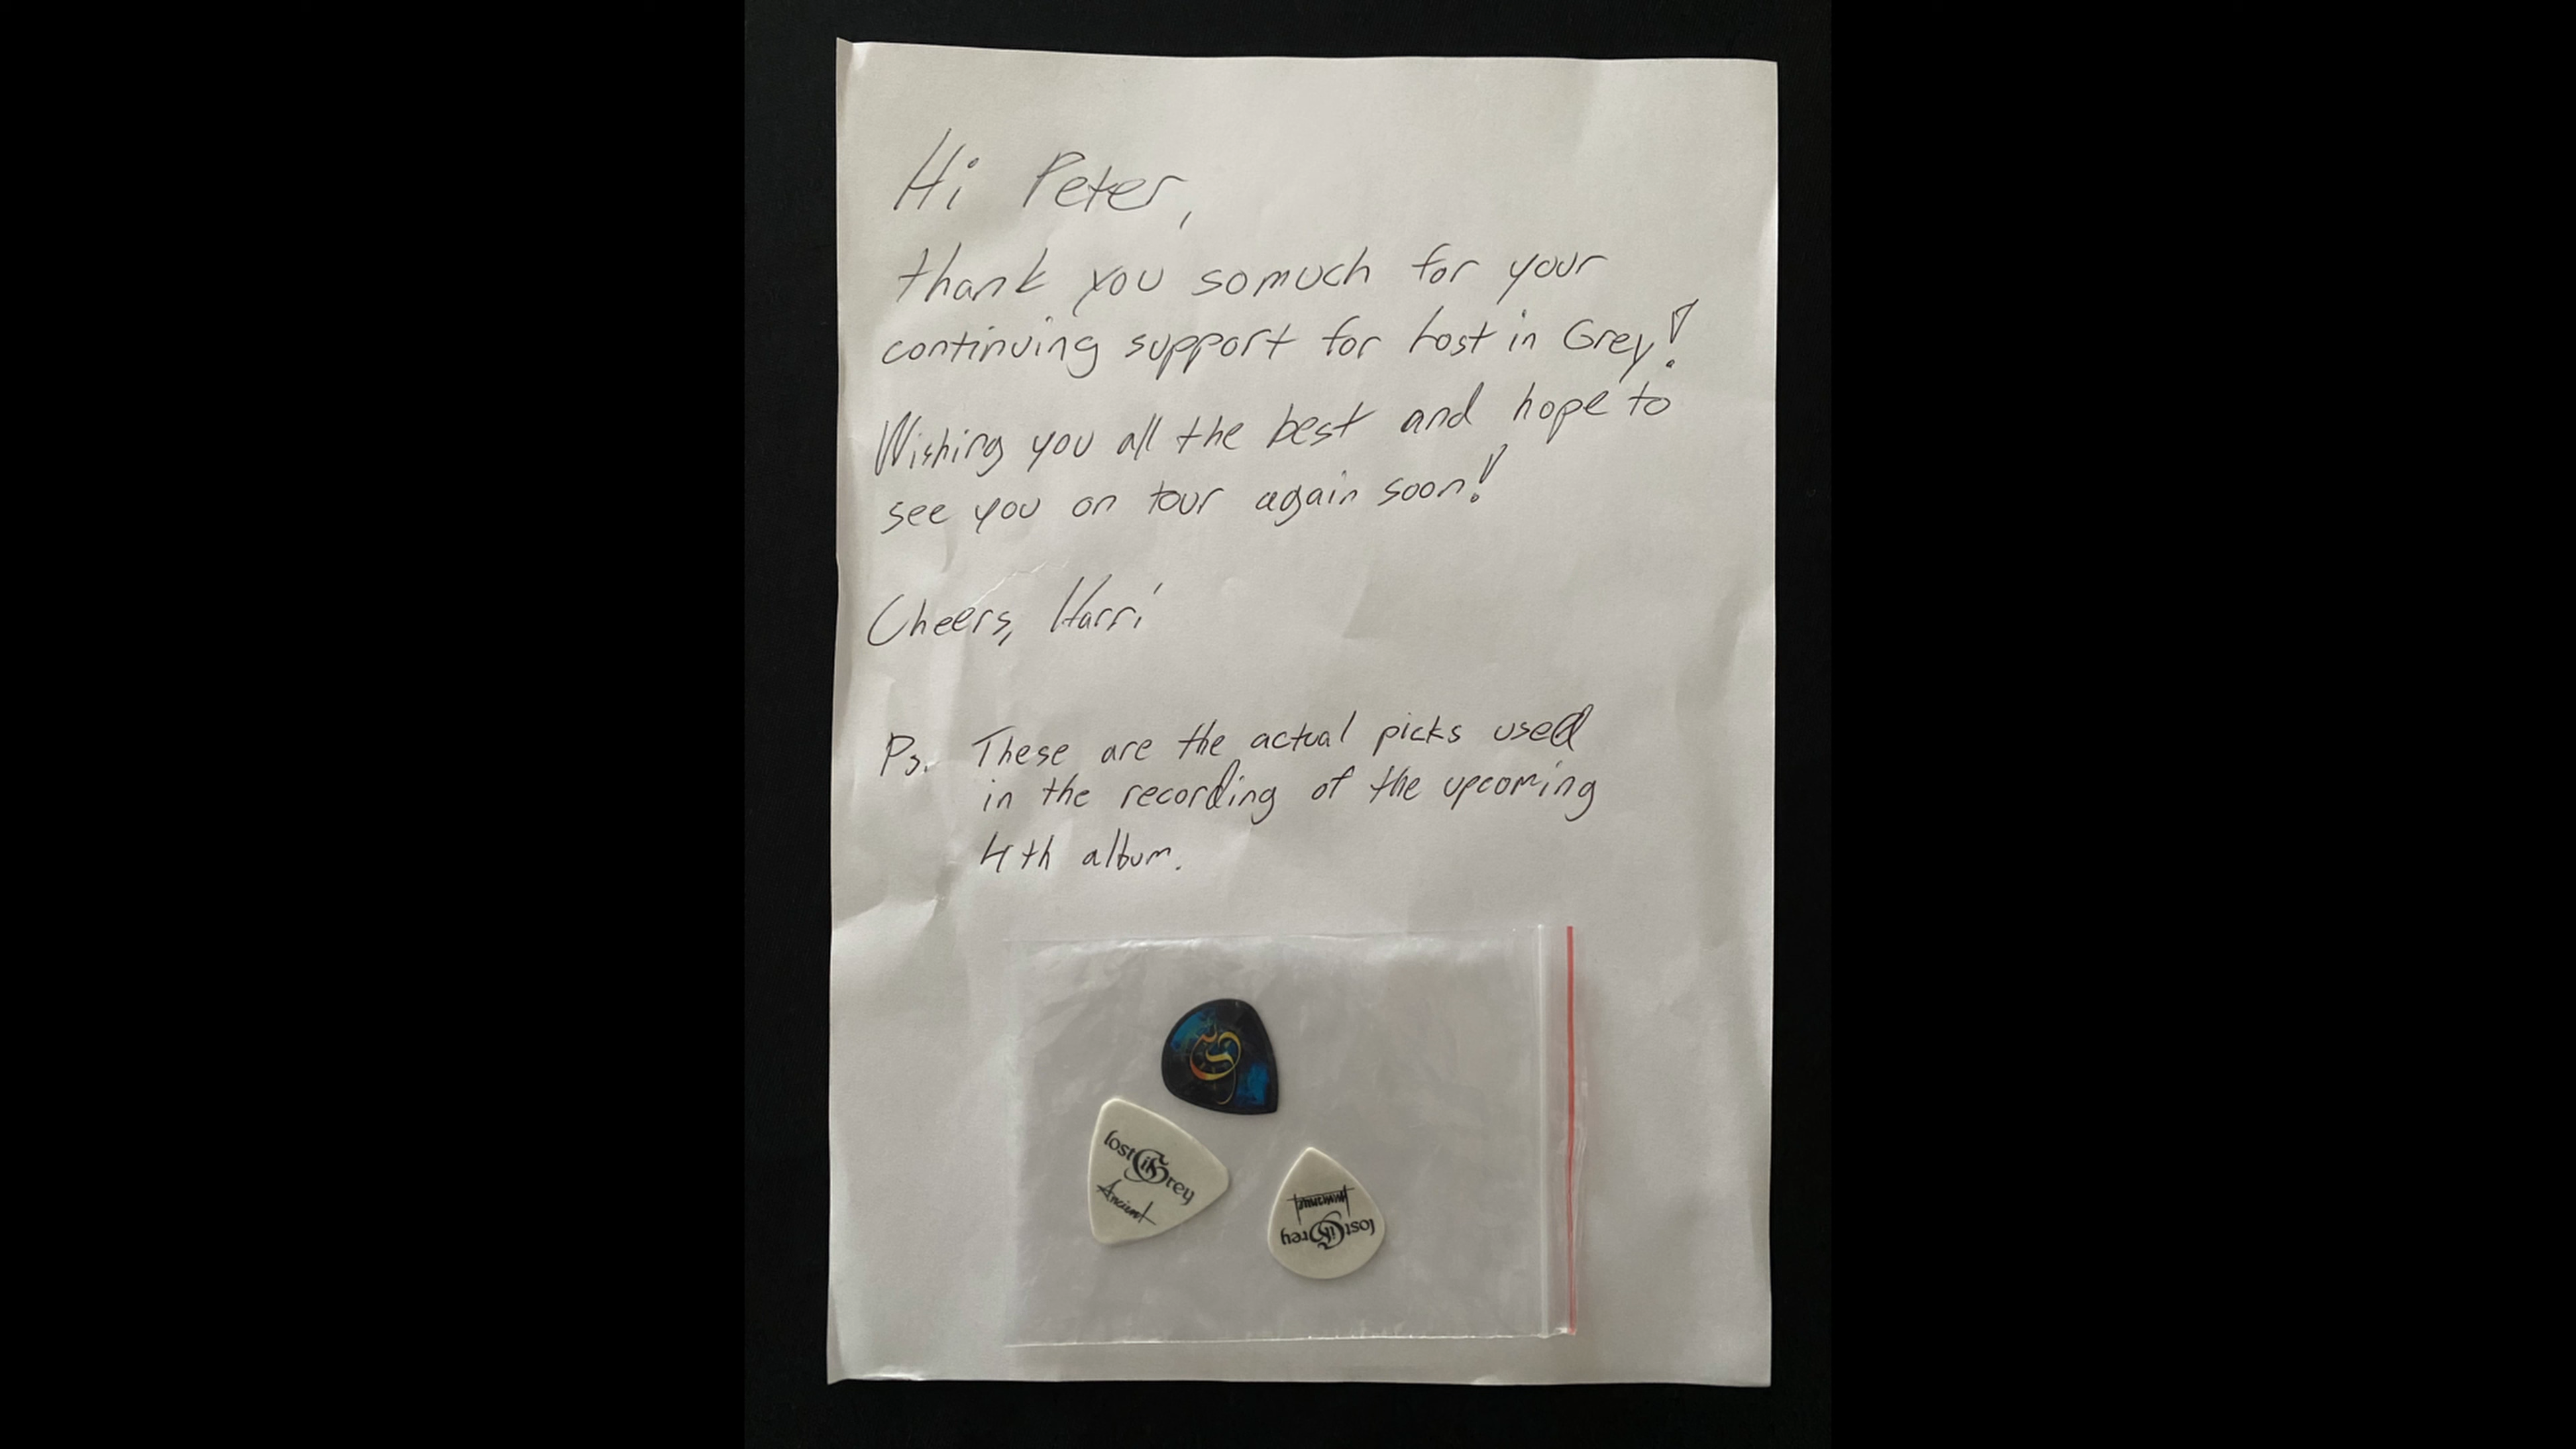 Hi Peter,
thank you somuch for your
continuing support for Lost in Grey!
Wishing you all the best and hope to
see you on tour again soon!
Cheers, Harri
Ps. These are the actual picks used
in the recording of the upcoming
4th album.
lost in Grey
Ancient
lost in Grey